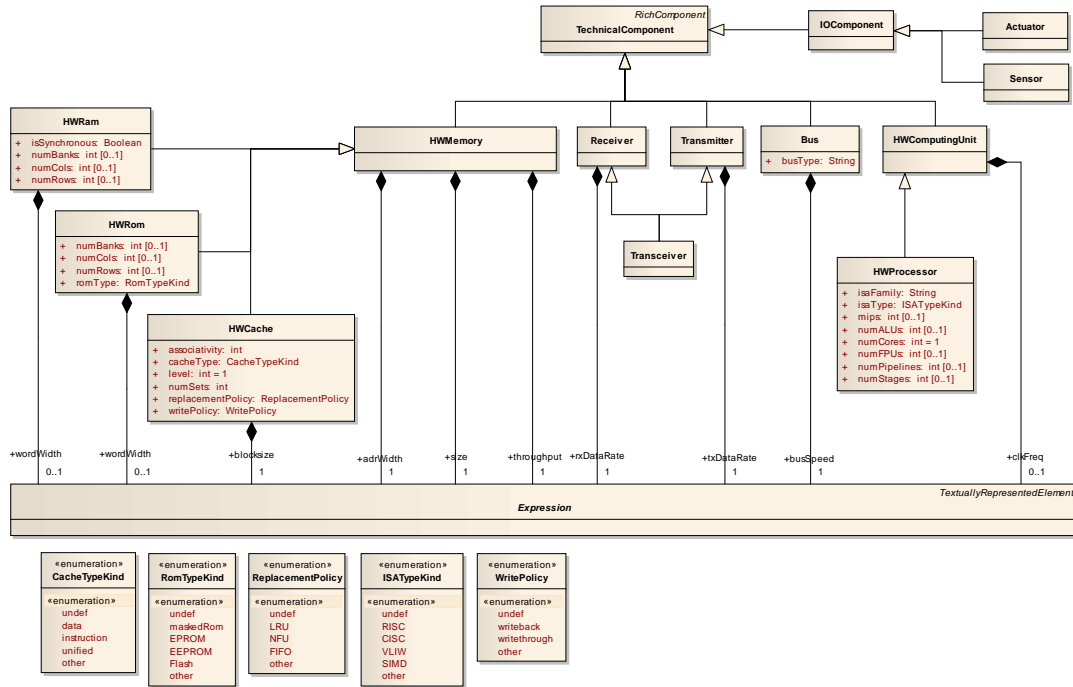 RichComponent
TechnicalComponent
IOComponent
Actuator
Sensor
HWRam
+ isSynchronous: Boolean
+ numBanks: int [0..1]
+ numCols: int [0..1]
+ numRows: int [0..1]
HWMemory
Receiver
Transmitter
Bus
+ busType: String
HWComputingUnit
HWRom
+ numBanks: int [0..1]
+ numCols: int [0..1]
+ numRows: int [0..1]
+ romType: RomTypeKind
Transceiver
HWProcessor
+ isaFamily: String
+ isaType: ISATypeKind
+ mips: int [0..1]
+ numALUs: int [0..1]
+ numCores: int = 1
+ numFPUs: int [0..1]
+ numPipelines: int [0..1]
+ numStages: int [0..1]
HWCache
+ associativity: int
+ cacheType: CacheTypeKind
+ level: int = 1
+ numSets: int
+ replacementPolicy: ReplacementPolicy
+ writePolicy: WritePolicy
+wordWidth
0..1
+wordWidth
0..1
+blocksize
1
+adrWidth
1
+size
1
+throughput
1
+rxDataRate
1
+txDataRate
1
+busSpeed
1
+clkFreq
0..1
TextuallyRepresentedElement
Expression
«enumeration»
CacheTypeKind
«enumeration»
undef
data
instruction
unified
other
«enumeration»
RomTypeKind
«enumeration»
undef
maskedRom
EPROM
EEPROM
Flash
other
«enumeration»
ReplacementPolicy
«enumeration»
undef
LRU
NFU
FIFO
other
«enumeration»
ISATypeKind
«enumeration»
undef
RISC
CISC
VLIW
SIMD
other
«enumeration»
WritePolicy
«enumeration»
undef
writeback
writethrough
other